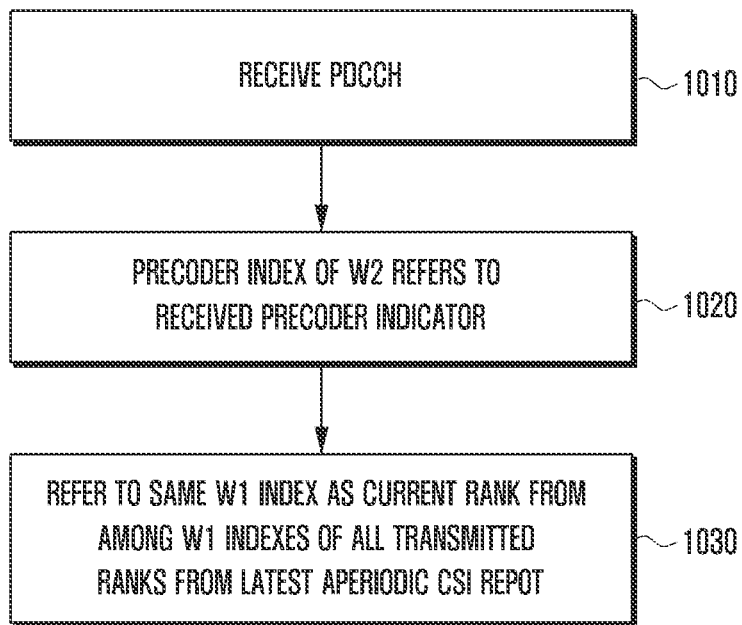 RECEIVE PDCCH
1010
PRECODER INDEX OF W2 REFERS TO
RECEIVED PRECODER INDICATOR
1020
REFER TO SAME W1 INDEX AS CURRENT RANK FROM
AMONG W1 INDEXES OF ALL TRANSMITTED
RANKS FROM LATEST APERIODIC CSI REPOT
1030